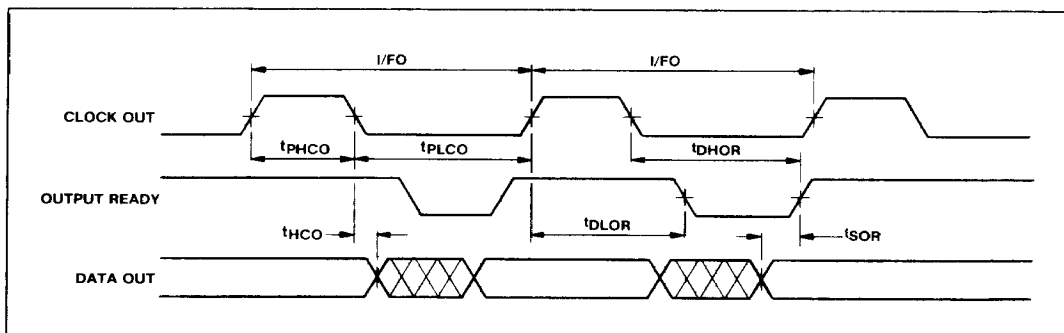 I/FO I/FO
CLOCK OUT
tPHCO tPLCO tDHOR
OUTPUT READY
tHCO tDLOR tSOR
DATA OUT